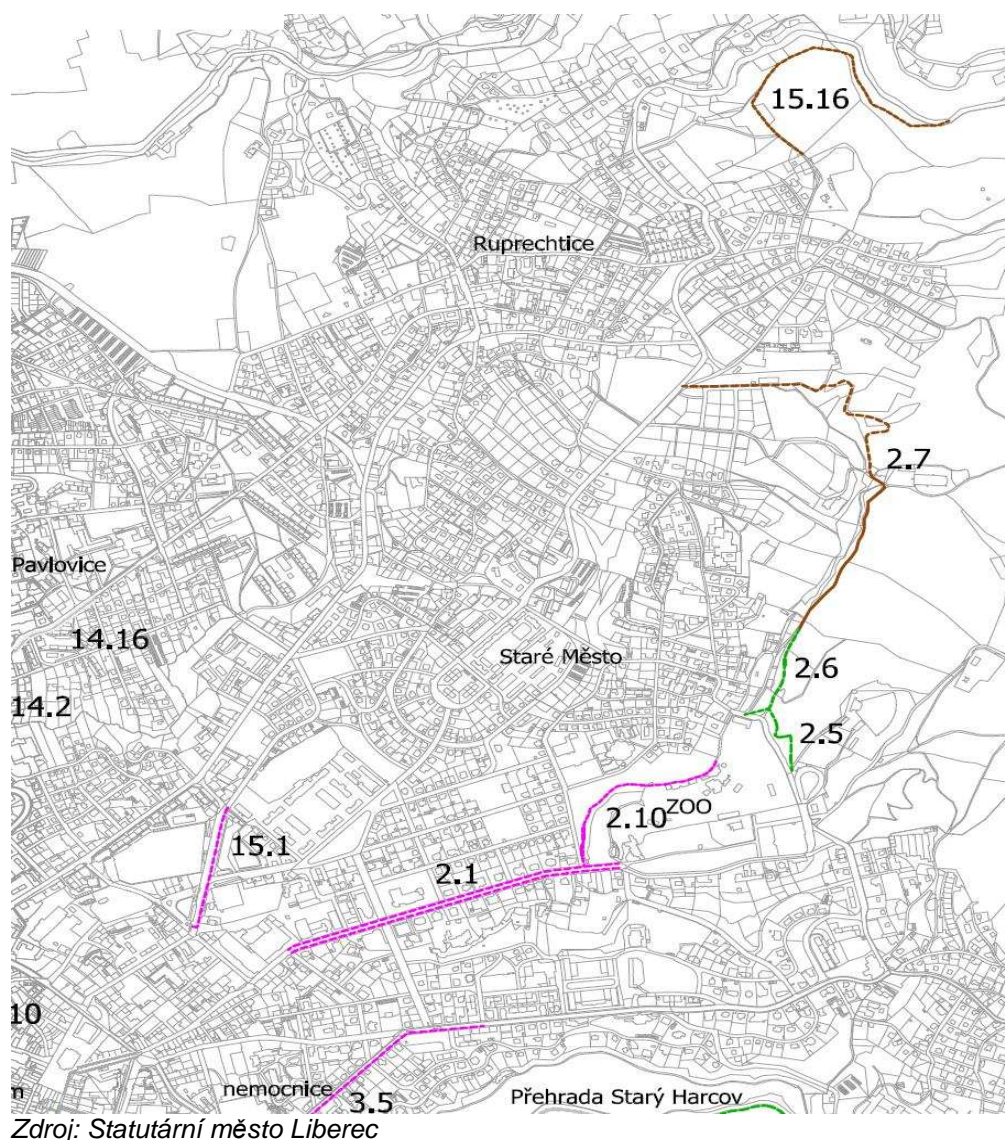 15.16
Ruprechtice
2.7
Pavlovice
14.16
Staré Město
2.6
14.2
2.5
ZOO
2.10
15.1
2.1
10
nemocnice
3.5
Přehrada Starý Harcov
m
Zdroj: Statutární město Liberec